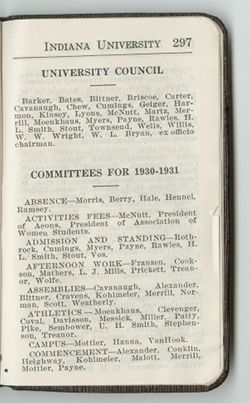 INDIANA UNIVERSITY 297
UNIVERSITY COUNCIL
Barker, Bates, Bittner, Briscoe, Carter,
Cavanaugh, Chew, Cumings, Geiger, Har-
mon, Kinsey, Lyons, McNutt, Martz, Mer-
rill, Moenkhaus, Myers, Payne, Rawles, H.
L. Smith, Stout, Townsend, Wells, Willis,
W. W. Wright, W. L. Bryan, ex officio
chairman.
COMMITTEES FOR 1930-1931
ABSENCE—Morris, Berry, Hale, Hennel,
Ramsey.
ACTIVITIES FEES—McNutt, President
of Aeons, President of Association of
Women Students.
ADMISSION AND STANDING—Roth-
rock, Cumings, Myers, Payne, Rawles, H.
L. Smith, Stout, Vos.
AFTERNOON WORK—Franzen, Cook-
son, Mathers, L. J. Mills, Prickett, Trean-
or, Wolfe.
ASSEMBLIES—Cavanaugh, Alexander,
Bittner, Cravens, Kohlmeier, Merrill, Nor-
man, Scott, Weatherly.
ATHLETICS—Moenkhaus, Clevenger,
Coval, Davisson, Messick, Miller, Patty,
Pike, Sembower, U. H. Smith, Stephen-
son, Treanor.
CAMPUS—Mottier, Hanna, VanHook.
COMMENCEMENT—Alexander, Conklin,
Heighway, Kohlmeier, Malott, Merrill,
Mottier, Payne.